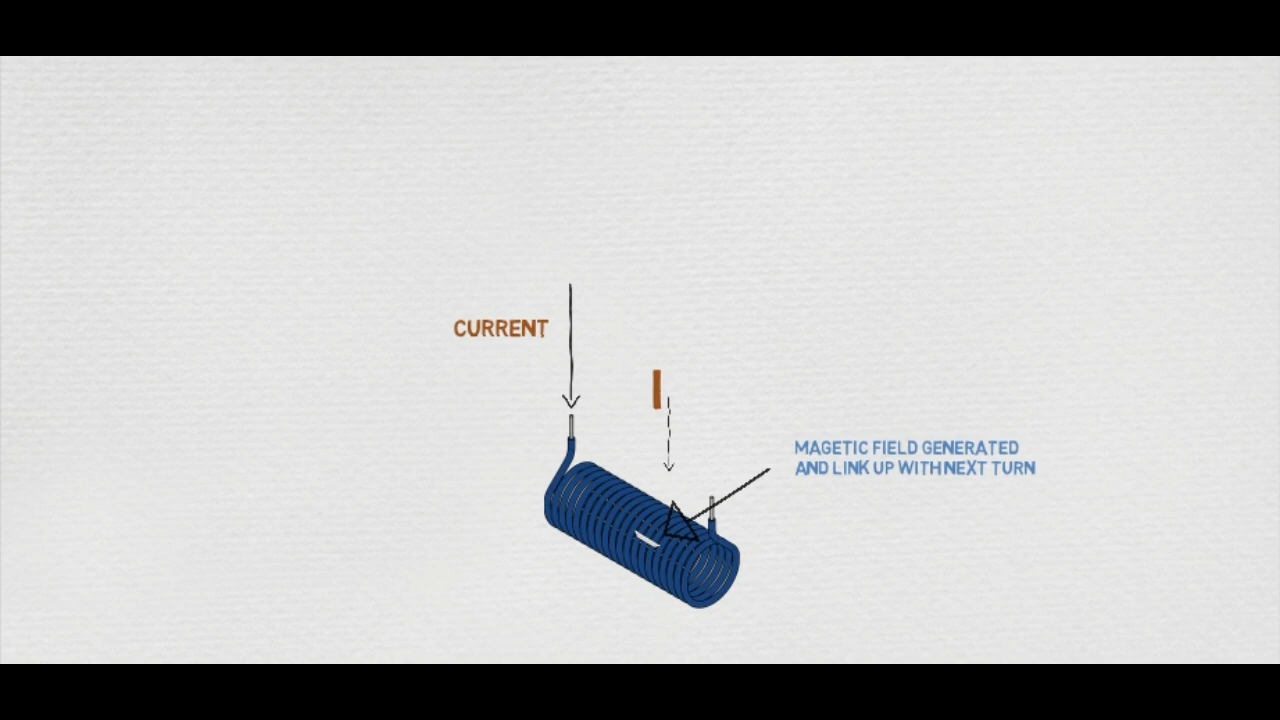 CURRENT
I
MAGETIC FIELD GENERATED
AND LINK UP WITH NEXT TURN